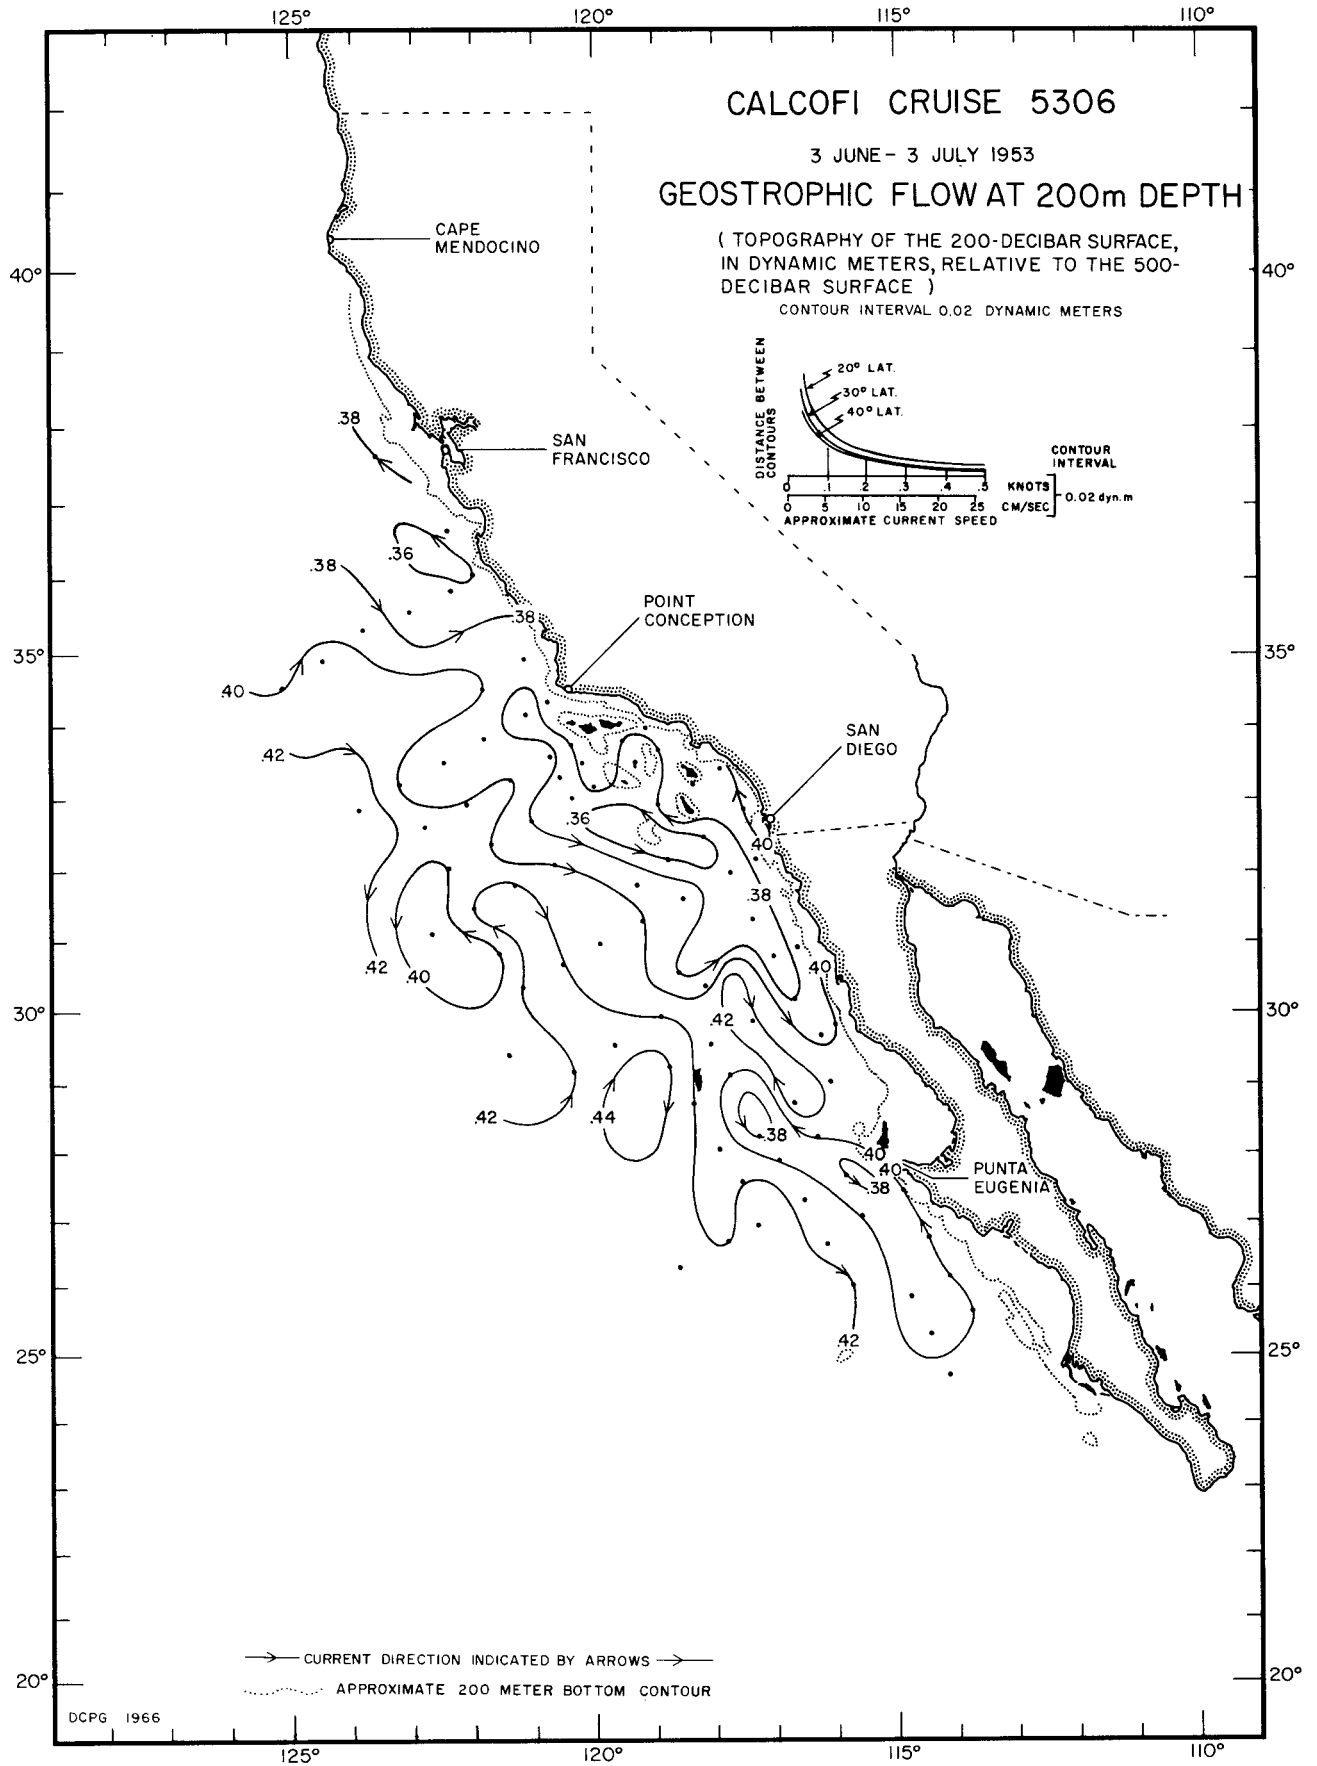 125° 120° 115° 110°
CALCOFI CRUISE 5306
3 JUNE - 3 JULY 1953
GEOSTROPHIC FLOW AT 200m DEPTH
( TOPOGRAPHY OF THE 200-DECIBAR SURFACE,
IN DYNAMIC METERS, RELATIVE TO THE 500-
DECIBAR SURFACE )
CONTOUR INTERVAL 0.02 DYNAMIC METERS
CAPE
MENDOCINO
40° 40°
DISTANCE BETWEEN
CONTOURS
20° LAT.
30° LAT.
40° LAT.
CONTOUR
INTERVAL
0 .1 .2 .3 .4 .5 KNOTS
0.02 dyn.m
0 5 10 15 20 25 CM/SEC
APPROXIMATE CURRENT SPEED
.38
SAN
FRANCISCO
.36
.38
POINT
CONCEPTION
.38
35° 35°
.40
SAN
DIEGO
.42
.36
.40
.38
.42
.40
.40
30° 30°
.42
.42
.44
.38
.40
.40
.38
PUNTA
EUGENIA
.42
25° 25°
CURRENT DIRECTION INDICATED BY ARROWS
20° 20°
APPROXIMATE 200 METER BOTTOM CONTOUR
DCPG 1966
125° 120° 115° 110°